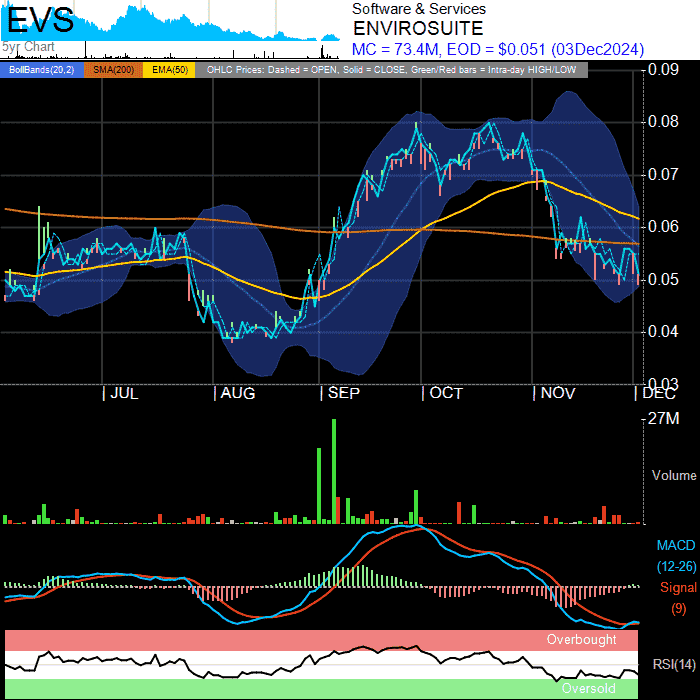 EVS
5yr Chart
Software & Services
ENVIROSUITE
MC = 73.4M, EOD = $0.051 (03Dec2024)
BollBands(20,2) SMA(200) EMA(50) OHLC Prices: Dashed = OPEN, Solid = CLOSE, Green/Red bars = Intra-day HIGH/LOW
0.09
0.08
0.07
0.06
0.05
0.04
0.03
| JUL | AUG | SEP | OCT | NOV | DEC
27M
Volume
MACD
(12-26)
Signal
(9)
Overbought
RSI(14)
Oversold